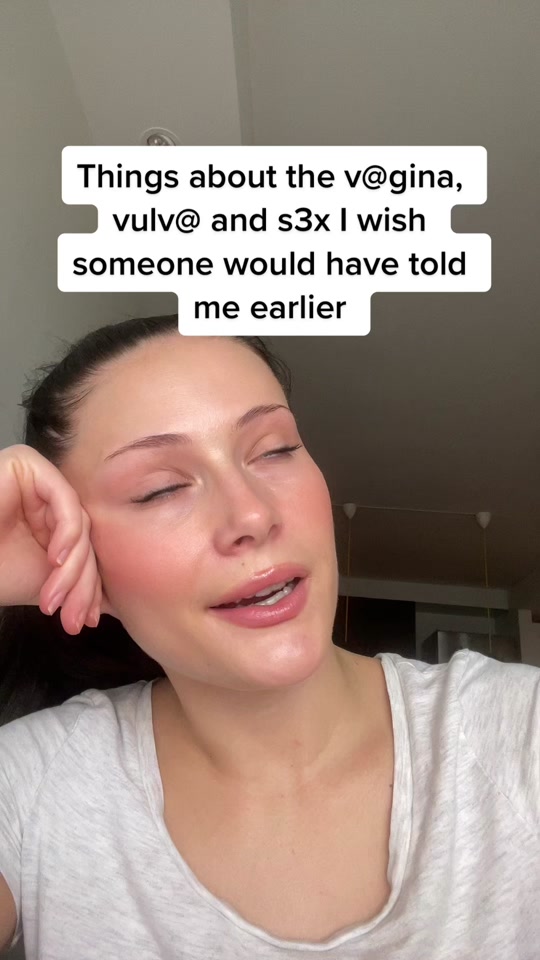 Things about the v@gina,
vulv@ and s3x I wish
someone would have told
me earlier